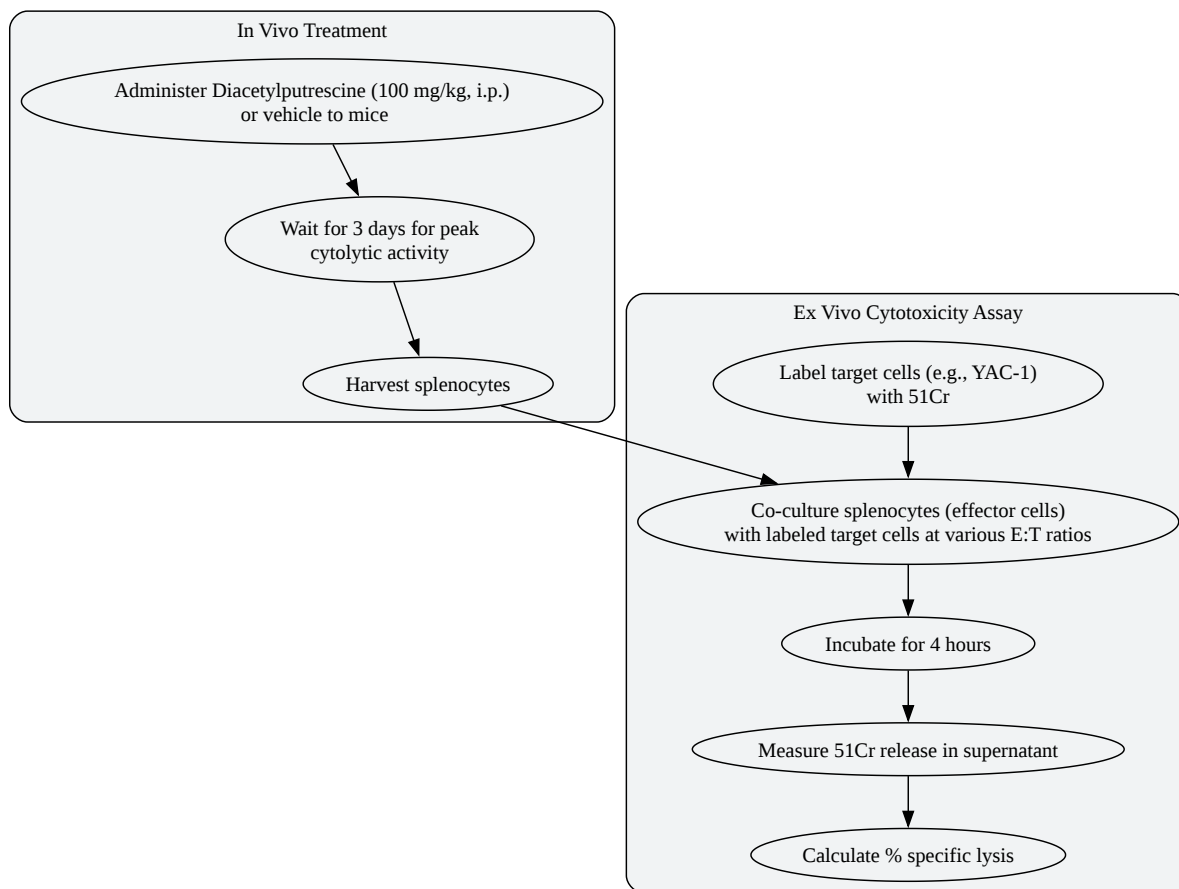 In Vivo Treatment
Administer Diacetylputrescine (100 mg/kg, i.p.)
or vehicle to mice
Wait for 3 days for peak
cytolytic activity
Harvest splenocytes
Ex Vivo Cytotoxicity Assay
Label target cells (e.g., YAC-1)
with 51Cr
Co-culture splenocytes (effector cells)
with labeled target cells at various E:T ratios
Incubate for 4 hours
Measure 51Cr release in supernatant
Calculate % specific lysis